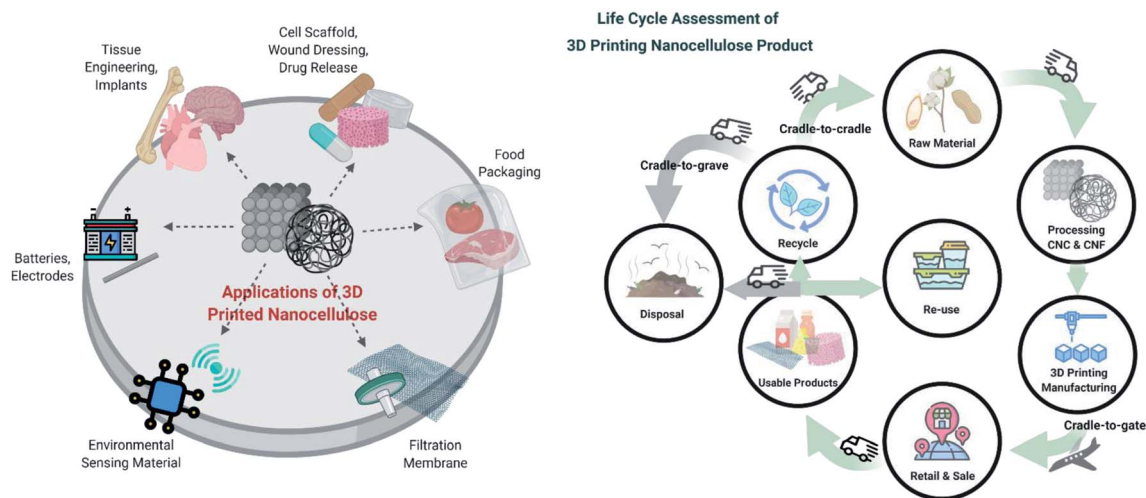 Tissue
Engineering,
Implants
Cell Scaffold,
Wound Dressing,
Drug Release
Food
Packaging
Batteries,
Electrodes
Applications of 3D
Printed Nanocellulose
Environmental
Sensing Material
Filtration
Membrane
Life Cycle Assessment of
3D Printing Nanocellulose Product
Cradle-to-cradle
Raw Material
Cradle-to-grave
Recycle
Processing
CNC & CNF
Disposal
Re-use
Usable Products
3D Printing
Manufacturing
Cradle-to-gate
Retail & Sale